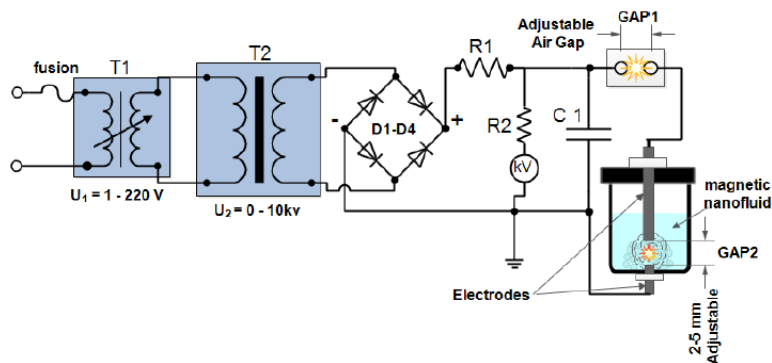 fusion
T1
U1 = 1 - 220 V
T2
U2 = 0 - 10kv
-
D1-D4
+
R1
R2
kV
C 1
Adjustable
Air Gap
GAP1
magnetic
nanofluid
GAP2
Electrodes
2-5 mm
Adjustable